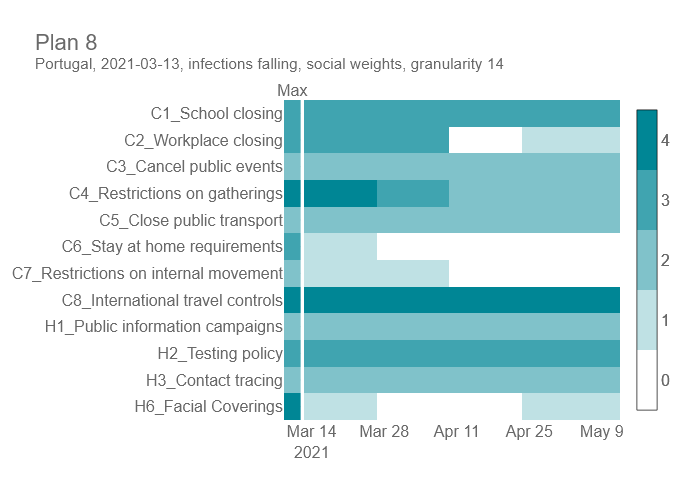 Plan 8
Portugal, 2021-03-13, infections falling, social weights, granularity 14
Max
C1_School closing
C2_Workplace closing
C3_Cancel public events
C4_Restrictions on gatherings
C5_Close public transport
C6_Stay at home requirements
C7_Restrictions on internal movement
C8_International travel controls
H1_Public information campaigns
H2_Testing policy
H3_Contact tracing
H6_Facial Coverings
Mar 14 Mar 28 Apr 11 Apr 25 May 9
2021
4
3
2
1
0